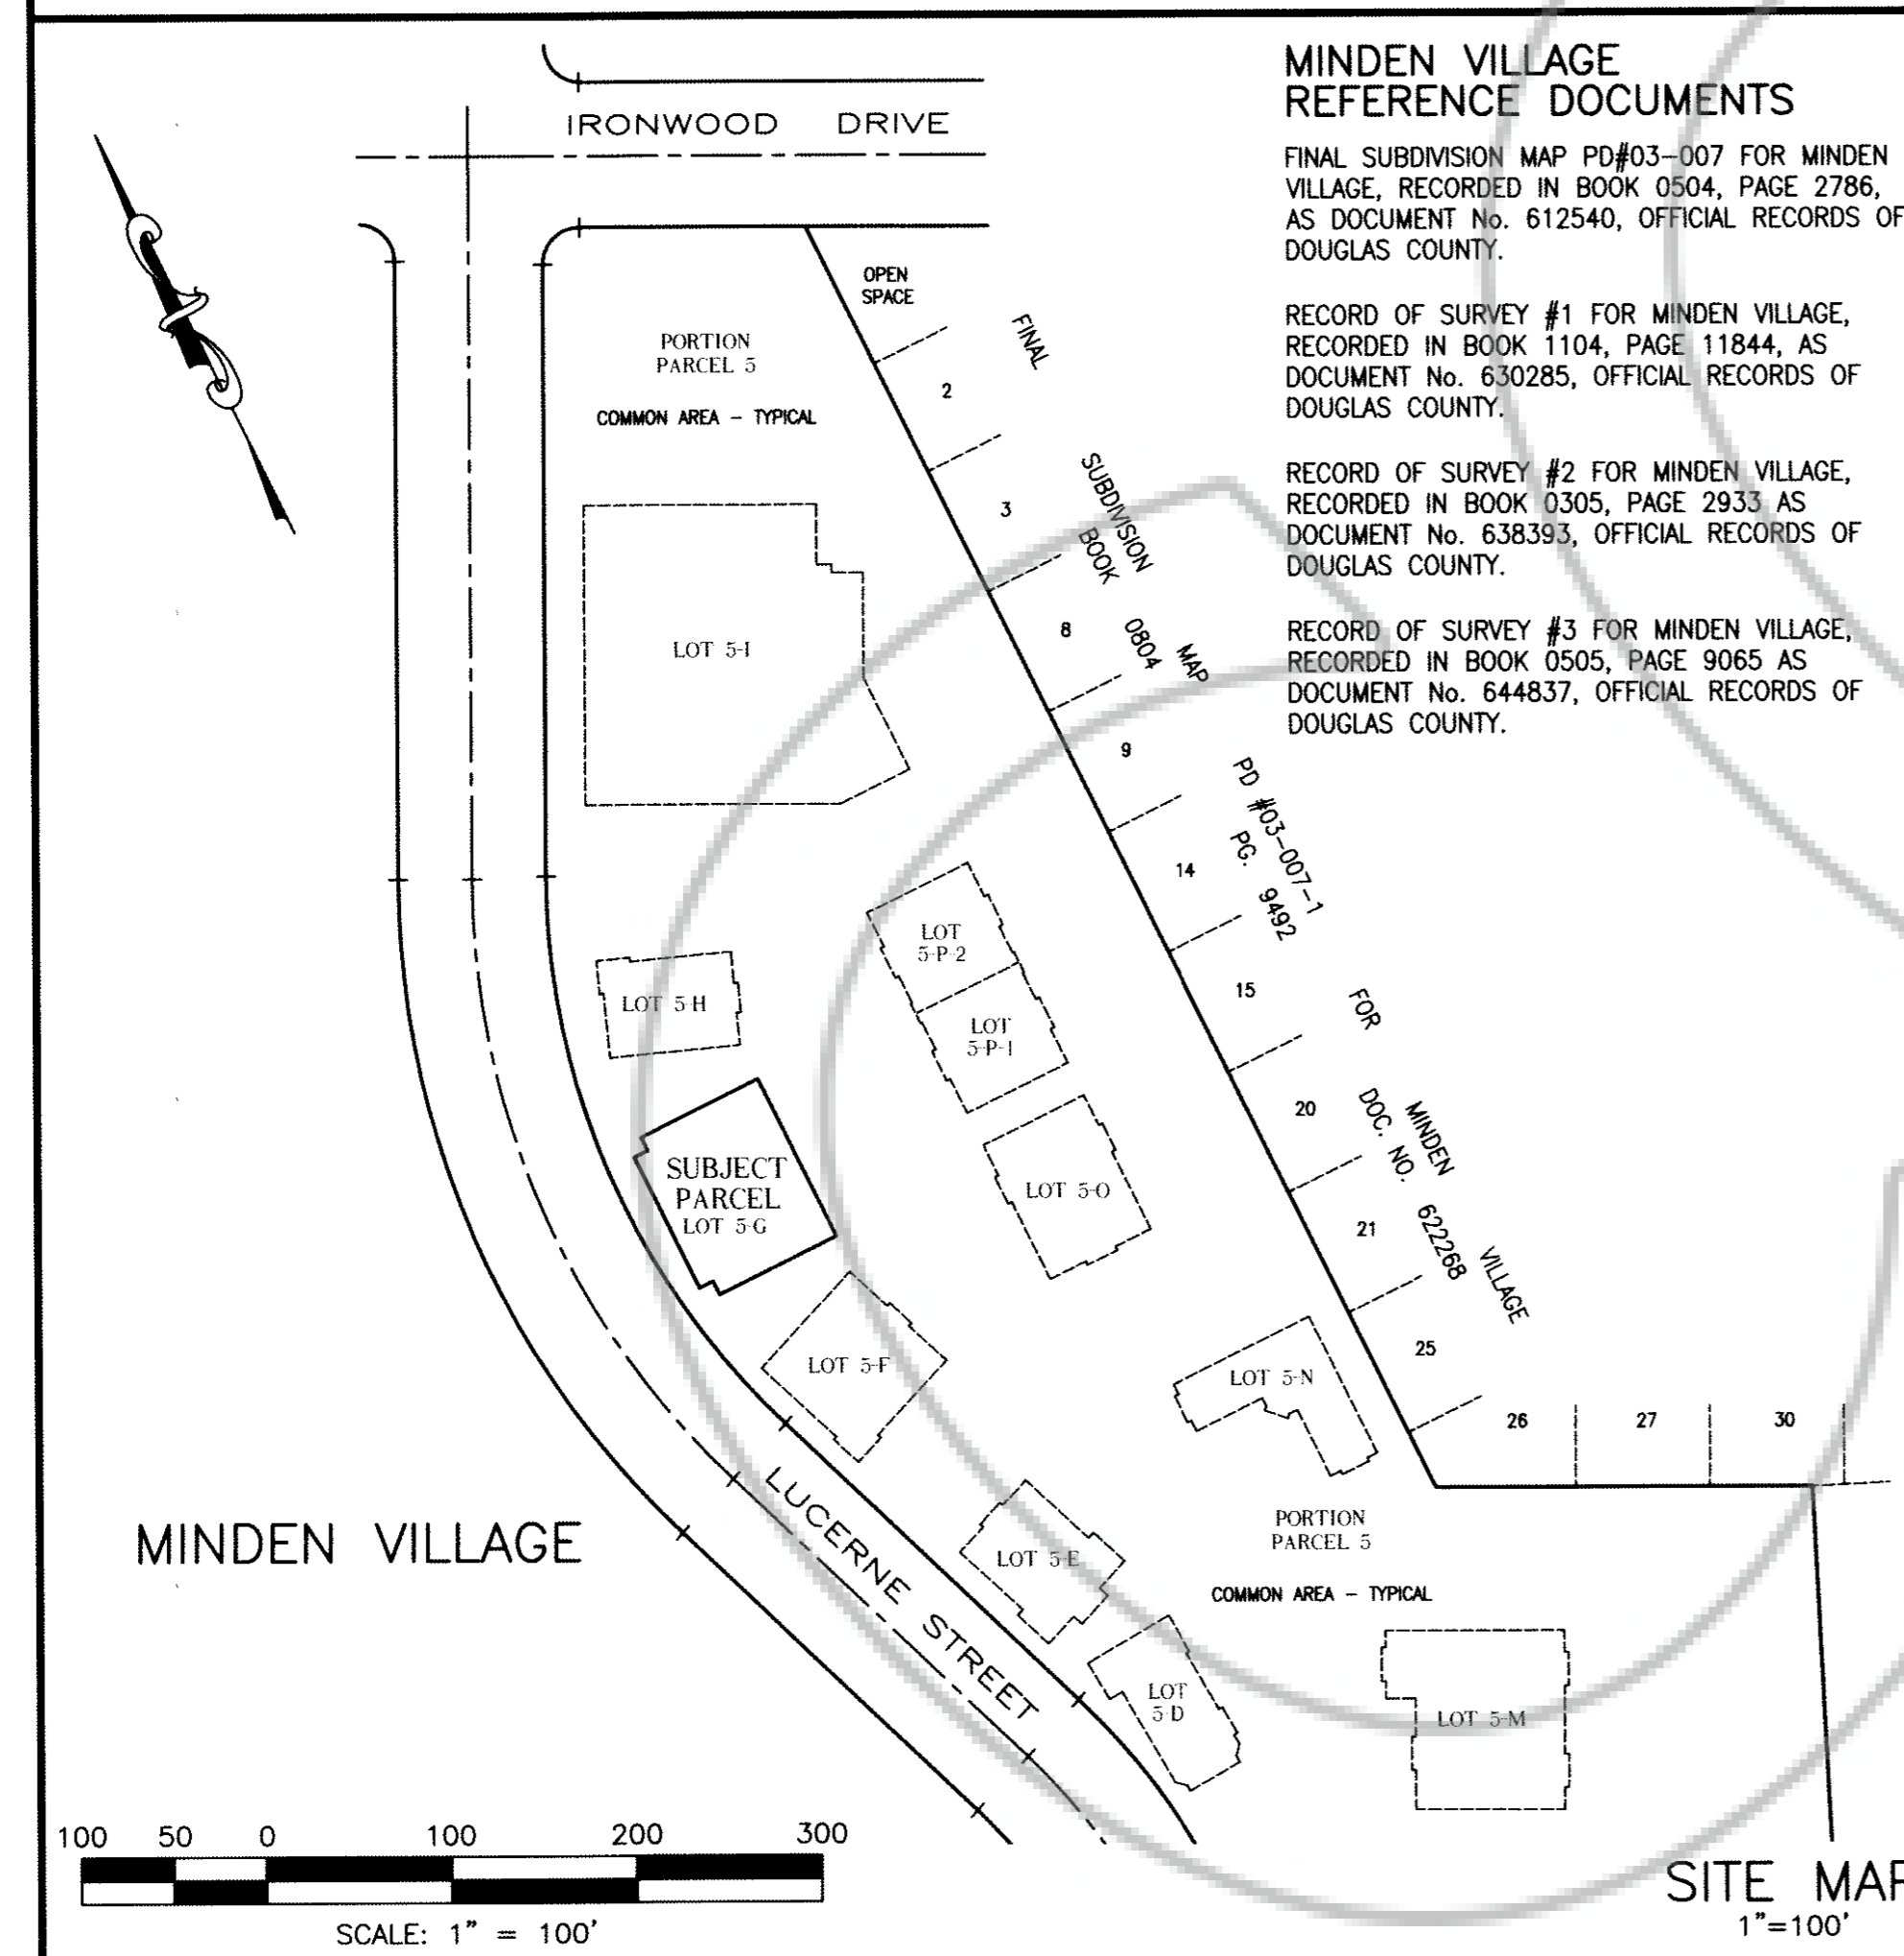 MINDEN VILLAGE
REFERENCE DOCUMENTS
FINAL SUBDIVISION MAP PD#03-007 FOR MINDEN
VILLAGE, RECORDED IN BOOK 0504, PAGE 2786,
AS DOCUMENT No. 612540, OFFICIAL RECORDS OF
DOUGLAS COUNTY.
RECORD OF SURVEY #1 FOR MINDEN VILLAGE,
RECORDED IN BOOK 1104, PAGE 11844, AS
DOCUMENT No. 630285, OFFICIAL RECORDS OF
DOUGLAS COUNTY.
RECORD OF SURVEY #2 FOR MINDEN VILLAGE,
RECORDED IN BOOK 0305, PAGE 2933 AS
DOCUMENT No. 638393, OFFICIAL RECORDS OF
DOUGLAS COUNTY.
RECORD OF SURVEY #3 FOR MINDEN VILLAGE,
RECORDED IN BOOK 0505, PAGE 9065 AS
DOCUMENT No. 644837, OFFICIAL RECORDS OF
DOUGLAS COUNTY.
IRONWOOD DRIVE
OPEN
SPACE
PORTION
PARCEL 5
COMMON AREA - TYPICAL
FINAL SUBDIVISION MAP PD #03-007-1 FOR MINDEN VILLAGE
BOOK 0804 PG. 9492 DOC. NO. 622268
2
3
8
9
14
15
20
21
25
26 27 30
LOT 5-I
LOT
5-P-2
LOT
5-P-1
LOT 5-H
SUBJECT
PARCEL
LOT 5-G
LOT 5-O
LOT 5-F
LOT 5-N
LUCERNE STREET
MINDEN VILLAGE
LOT 5-E
PORTION
PARCEL 5
COMMON AREA - TYPICAL
LOT
5-D
LOT 5-M
100 50 0 100 200 300
SCALE: 1" = 100'
SITE MAP
1"=100'